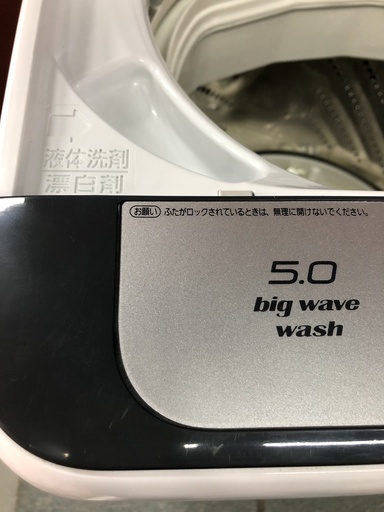 液体洗剤
漂白剤
お願い ふたがロックされているときは、無理に開けないでください。
5.0
big wave
wash